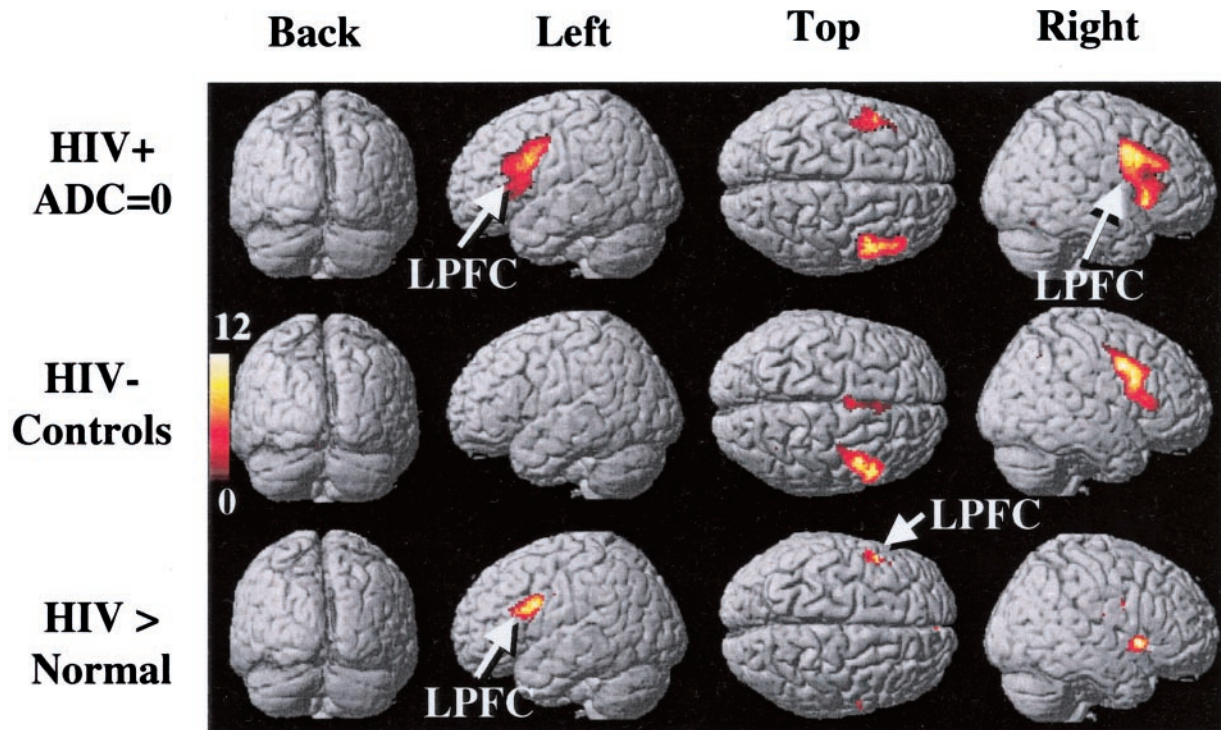 Back Left Top Right
HIV+
ADC=0
LPFC
LPFC
12
HIV-
Controls
0
LPFC
HIV >
Normal
LPFC